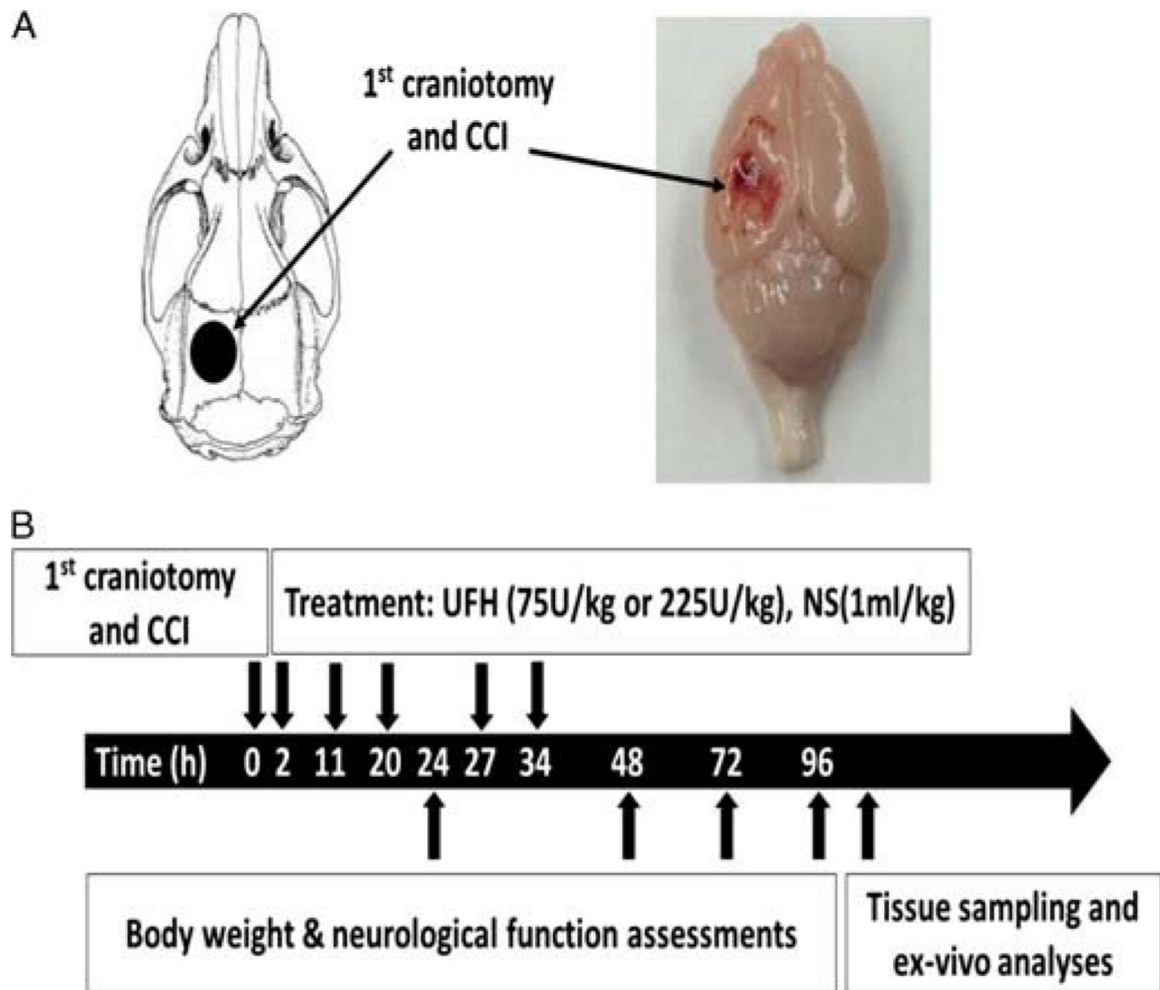 A
1st craniotomy
and CCI
B
1st craniotomy
and CCI
Treatment: UFH (75U/kg or 225U/kg), NS(1ml/kg)
Time (h) 0 2 11 20 24 27 34 48 72 96
Body weight & neurological function assessments
Tissue sampling and
ex-vivo analyses